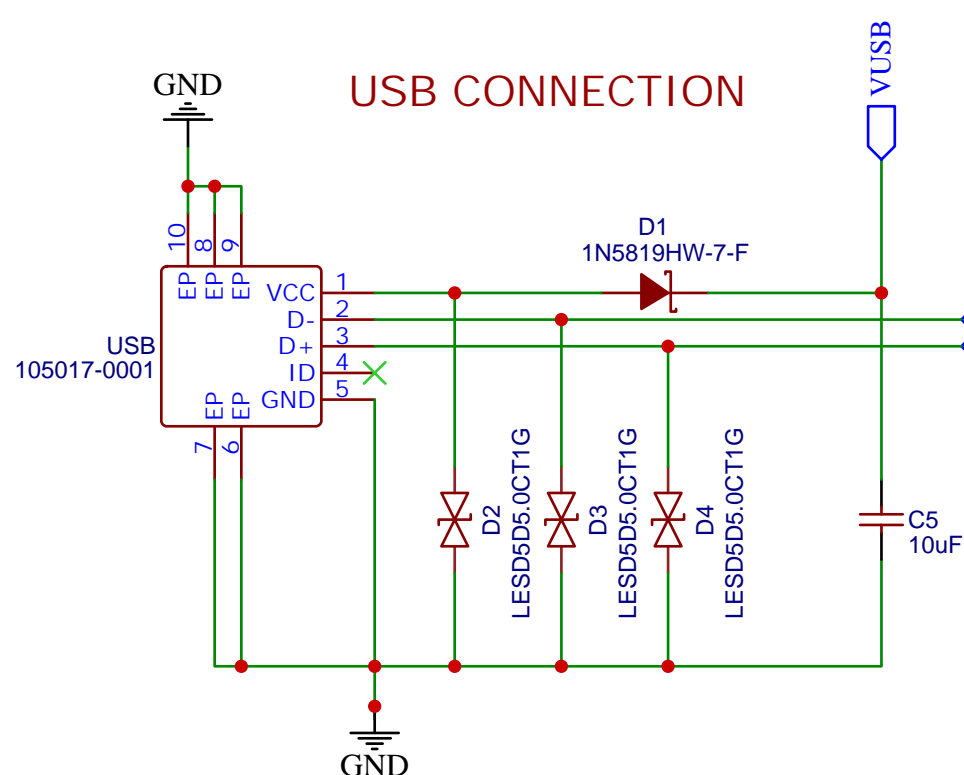 USB CONNECTION
GND
VUSB
D1
1N5819HW-7-F
10
8
9
EP
EP
EP
VCC
1
D-
2
D+
3
ID
4
GND
5
USB
105017-0001
EP
EP
7
6
D2
LESD5D5.0CT1G
D3
LESD5D5.0CT1G
D4
LESD5D5.0CT1G
C5
10uF
GND